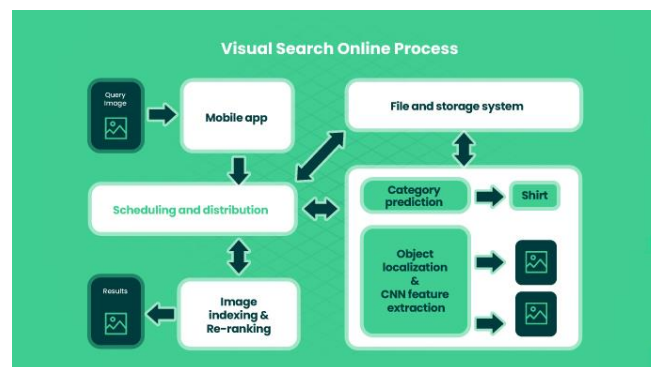 Visual Search Online Process
Query
Image
Mobile app
File and storage system
Scheduling and distribution
Category
prediction
Shirt
Object
localization
&
CNN feature
extraction
Results
Image
indexing &
Re-ranking